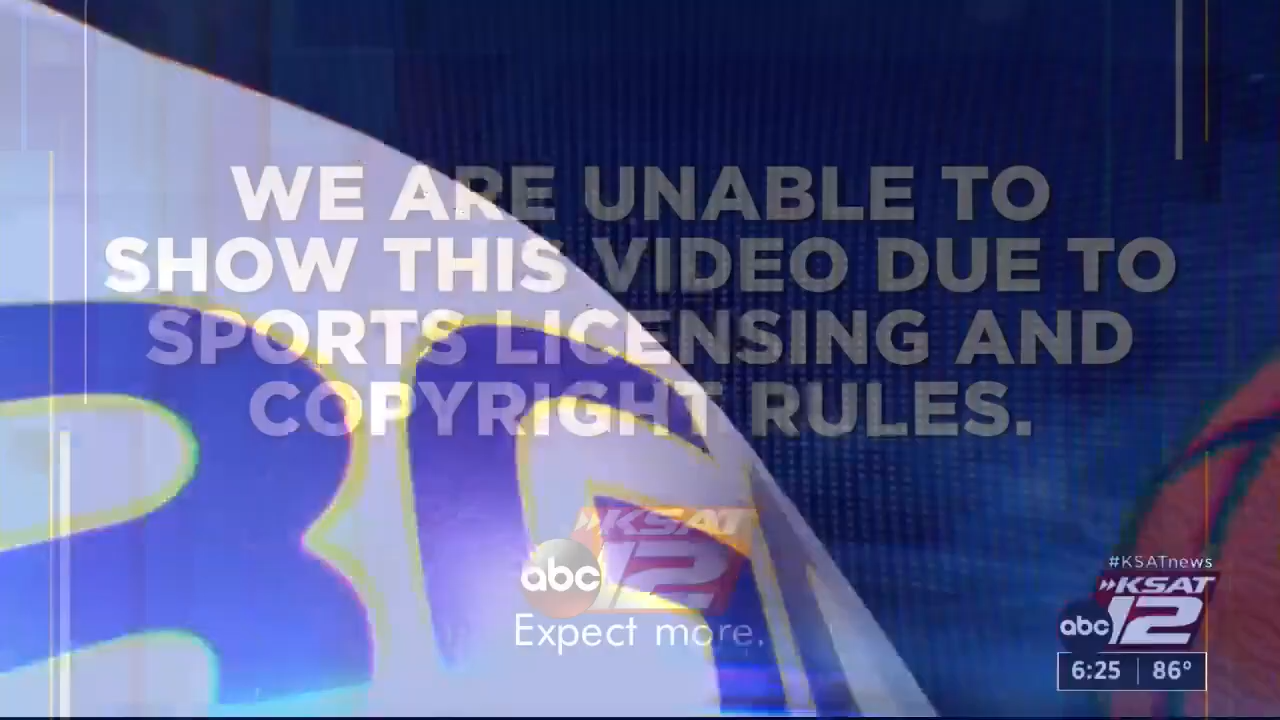 WE ARE UNABLE TO
SHOW THIS VIDEO DUE TO
SPORTS LICENSING AND
COPYRIGHT RULES.
KSAT
abc 12
Expect more.
#KSATnews
KSAT
abc 12
6:25 86°